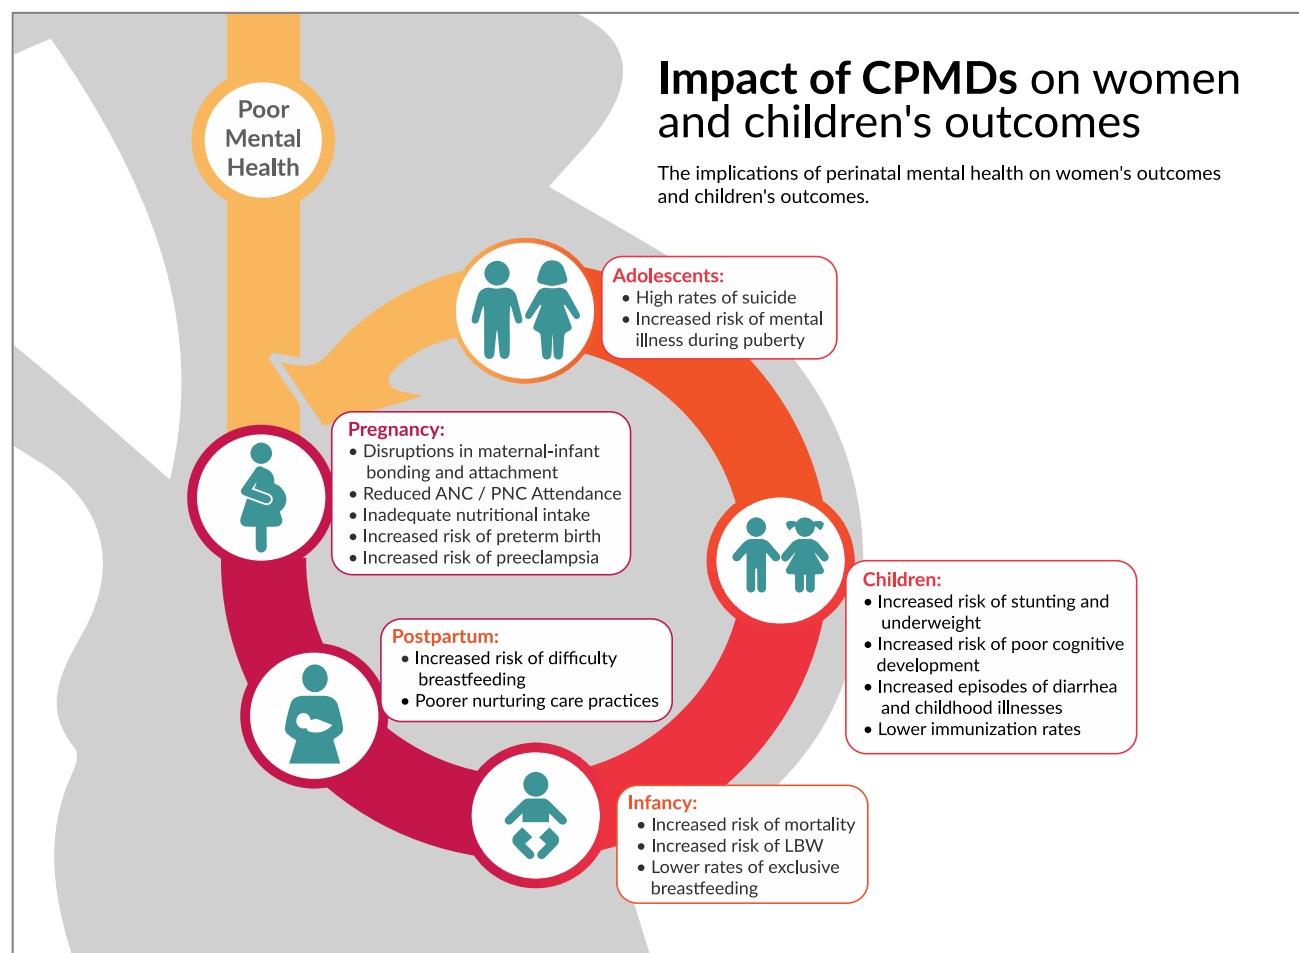 Impact of CPMDs on women
and children's outcomes
The implications of perinatal mental health on women's outcomes
and children's outcomes.
Poor
Mental
Health
Adolescents:
• High rates of suicide
• Increased risk of mental
illness during puberty
Pregnancy:
• Disruptions in maternal-infant
bonding and attachment
• Reduced ANC / PNC Attendance
• Inadequate nutritional intake
• Increased risk of preterm birth
• Increased risk of preeclampsia
Children:
• Increased risk of stunting and
underweight
• Increased risk of poor cognitive
development
• Increased episodes of diarrhea
and childhood illnesses
• Lower immunization rates
Postpartum:
• Increased risk of difficulty
breastfeeding
• Poorer nurturing care practices
Infancy:
• Increased risk of mortality
• Increased risk of LBW
• Lower rates of exclusive
breastfeeding